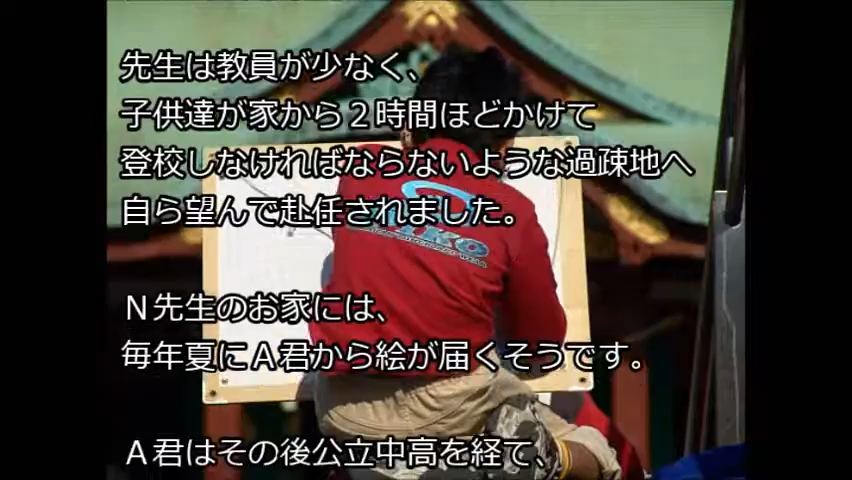 先生は教員が少なく、
子供達が家から２時間ほどかけて
登校しなければならないような過疎地へ
自ら望んで赴任されました。
Ｎ先生のお家には、
毎年夏にＡ君から絵が届くそうです。
Ａ君はその後公立中高を経て、